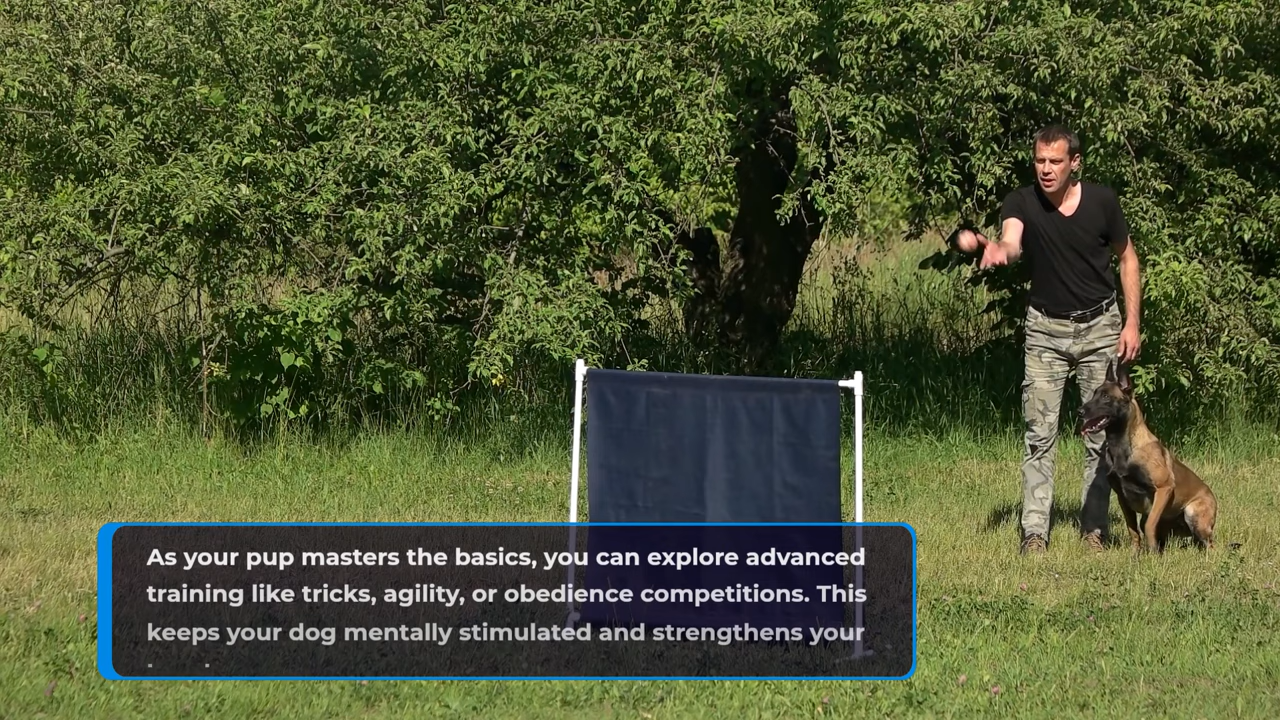 As your pup masters the basics, you can explore advanced
training like tricks, agility, or obedience competitions. This
keeps your dog mentally stimulated and strengthens your